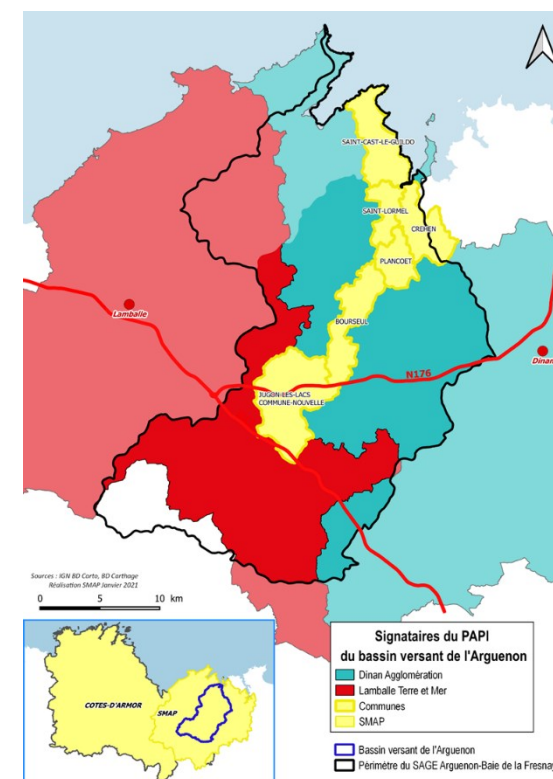 SAINT-CAST-LE-GUILDO
SAINT-LORMEL
CREHEN
PLANCOET
BOURSEUL
Lamballe
Dinan
N176
JUGON-LES-LACS
COMMUNE-NOUVELLE
Sources : IGN BD Carto, BD Carthage
Réalisation SMAP Janvier 2021
0 5 10 km
COTES-D'ARMOR
SMAP
Signataires du PAPI
du bassin versant de l'Arguenon
Dinan Agglomération
Lamballe Terre et Mer
Communes
SMAP
Bassin versant de l'Arguenon
Périmètre du SAGE Arguenon-Baie de la Fresnay